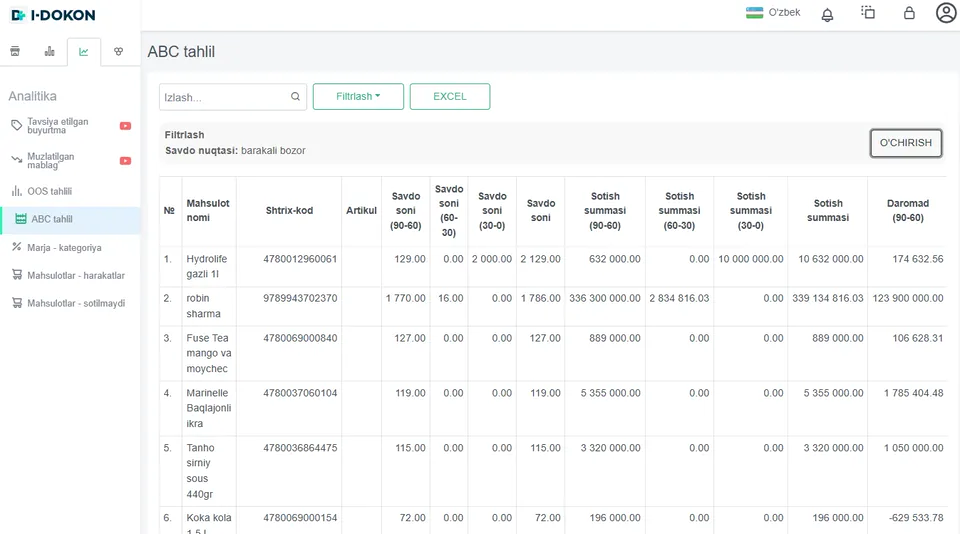 I-DOKON
O'zbek
ABC tahlil
Analitika
Tavsiya etilgan
buyurtma
Muzlatilgan
mablag
OOS tahlili
ABC tahlil
Marja - kategoriya
Mahsulotlar - harakatlar
Mahsulotlar - sotilmaydi
Izlash...
Filtrlash
EXCEL
Filtrlash
Savdo nuqtasi: barakali bozor
O'CHIRISH
№ Mahsulot nomi Shtrix-kod Artikul Savdo soni (90-60) Savdo soni (60-30) Savdo soni (30-0) Savdo soni Sotish summasi (90-60) Sotish summasi (60-30) Sotish summasi (30-0) Sotish summasi Daromad (90-60)
1. Hydrolife gazli 1l 4780012960061 129.00 0.00 2 000.00 2 129.00 632 000.00 0.00 10 000 000.00 10 632 000.00 174 632.56
2. robin sharma 9789943702370 1 770.00 16.00 0.00 1 786.00 336 300 000.00 2 834 816.03 0.00 339 134 816.03 123 900 000.00
3. Fuse Tea mango va moychec 4780069000840 127.00 0.00 0.00 127.00 889 000.00 0.00 0.00 889 000.00 106 628.31
4. Marinelle Baqlajonli ikra 4780037060104 119.00 0.00 0.00 119.00 5 355 000.00 0.00 0.00 5 355 000.00 1 785 404.48
5. Tanho sirniy sous 440gr 4780036864475 115.00 0.00 0.00 115.00 3 320 000.00 0.00 0.00 3 320 000.00 1 050 000.00
6. Koka kola 1,5 l 4780069000154 72.00 0.00 0.00 72.00 196 000.00 0.00 0.00 196 000.00 -629 533.78